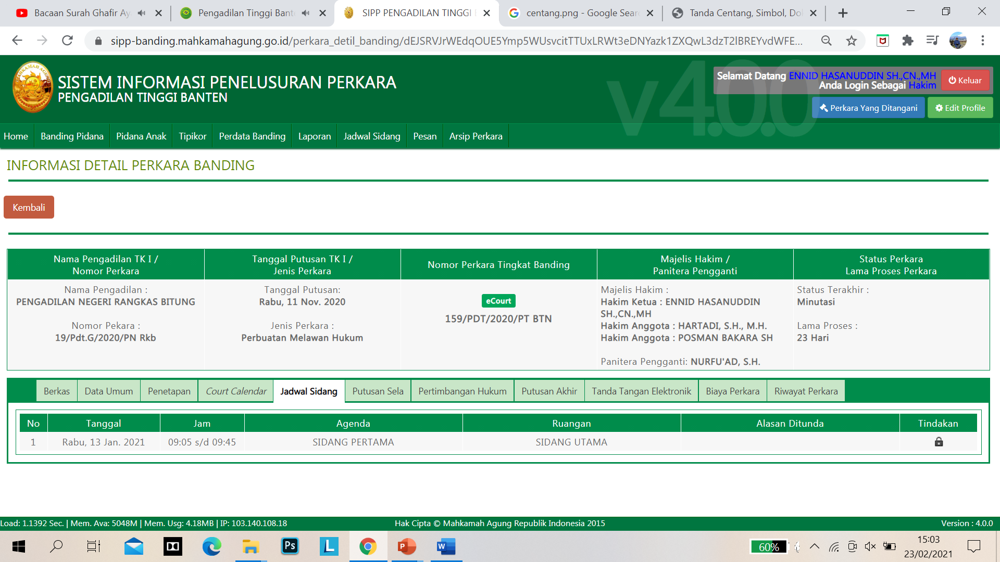 Bacaan Surah Ghafir Ay
Pengadilan Tinggi Bant
SIPP PENGADILAN TINGGI
centang.png - Google Sear
Tanda Centang, Simbol, Do
sipp-banding.mahkamahagung.go.id/perkara_detil_banding/dEJSRVJrWEdqOUE5Ymp5WUsvcitTTUxLRWt3eDNYazk1ZXQwL3dzT2lBREYvdWFE...
MAHKAMAH AGUNG
SISTEM INFORMASI PENELUSURAN PERKARA
PENGADILAN TINGGI BANTEN
v4.0.0
Selamat Datang ENNID HASANUDDIN SH.,CN.,MH
Anda Login Sebagai Hakim
Keluar
Perkara Yang Ditangani
Edit Profile
Home Banding Pidana Pidana Anak Tipikor Perdata Banding Laporan Jadwal Sidang Pesan Arsip Perkara
INFORMASI DETAIL PERKARA BANDING
Kembali
Nama Pengadilan TK I /
Nomor Perkara
Tanggal Putusan TK I /
Jenis Perkara
Nomor Perkara Tingkat Banding
Majelis Hakim /
Panitera Pengganti
Status Perkara
Lama Proses Perkara
Nama Pengadilan :
PENGADILAN NEGERI RANGKAS BITUNG
Nomor Pekara :
19/Pdt.G/2020/PN Rkb
Tanggal Putusan:
Rabu, 11 Nov. 2020
Jenis Perkara :
Perbuatan Melawan Hukum
eCourt
159/PDT/2020/PT BTN
Majelis Hakim :
Hakim Ketua : ENNID HASANUDDIN
SH.,CN.,MH
Hakim Anggota : HARTADI, S.H., M.H.
Hakim Anggota : POSMAN BAKARA SH
Panitera Pengganti: NURFU'AD, S.H.
Status Terakhir :
Minutasi
Lama Proses :
23 Hari
Berkas Data Umum Penetapan Court Calendar Jadwal Sidang Putusan Sela Pertimbangan Hukum Putusan Akhir Tanda Tangan Elektronik Biaya Perkara Riwayat Perkara
No Tanggal Jam Agenda Ruangan Alasan Ditunda Tindakan
1 Rabu, 13 Jan. 2021 09:05 s/d 09:45 SIDANG PERTAMA SIDANG UTAMA
Load: 1.1392 Sec. | Mem. Ava: 5048M | Mem. Usg: 4.18MB | IP: 103.140.108.18
Hak Cipta © Mahkamah Agung Republik Indonesia 2015
Version : 4.0.0
Ps
L
P
W
60%
15:03
23/02/2021